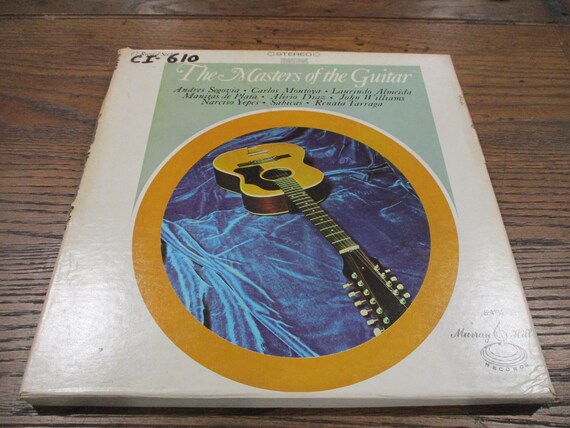 CI-610
STEREO
The Masters of the Guitar
Andres Segovia • Carlos Montoya • Laurindo Almeida
Manitas de Plata • Alirio Diaz • John Williams
Narciso Yepes • Sabicas • Renata Tarraga
Murray Hill
RECORDS